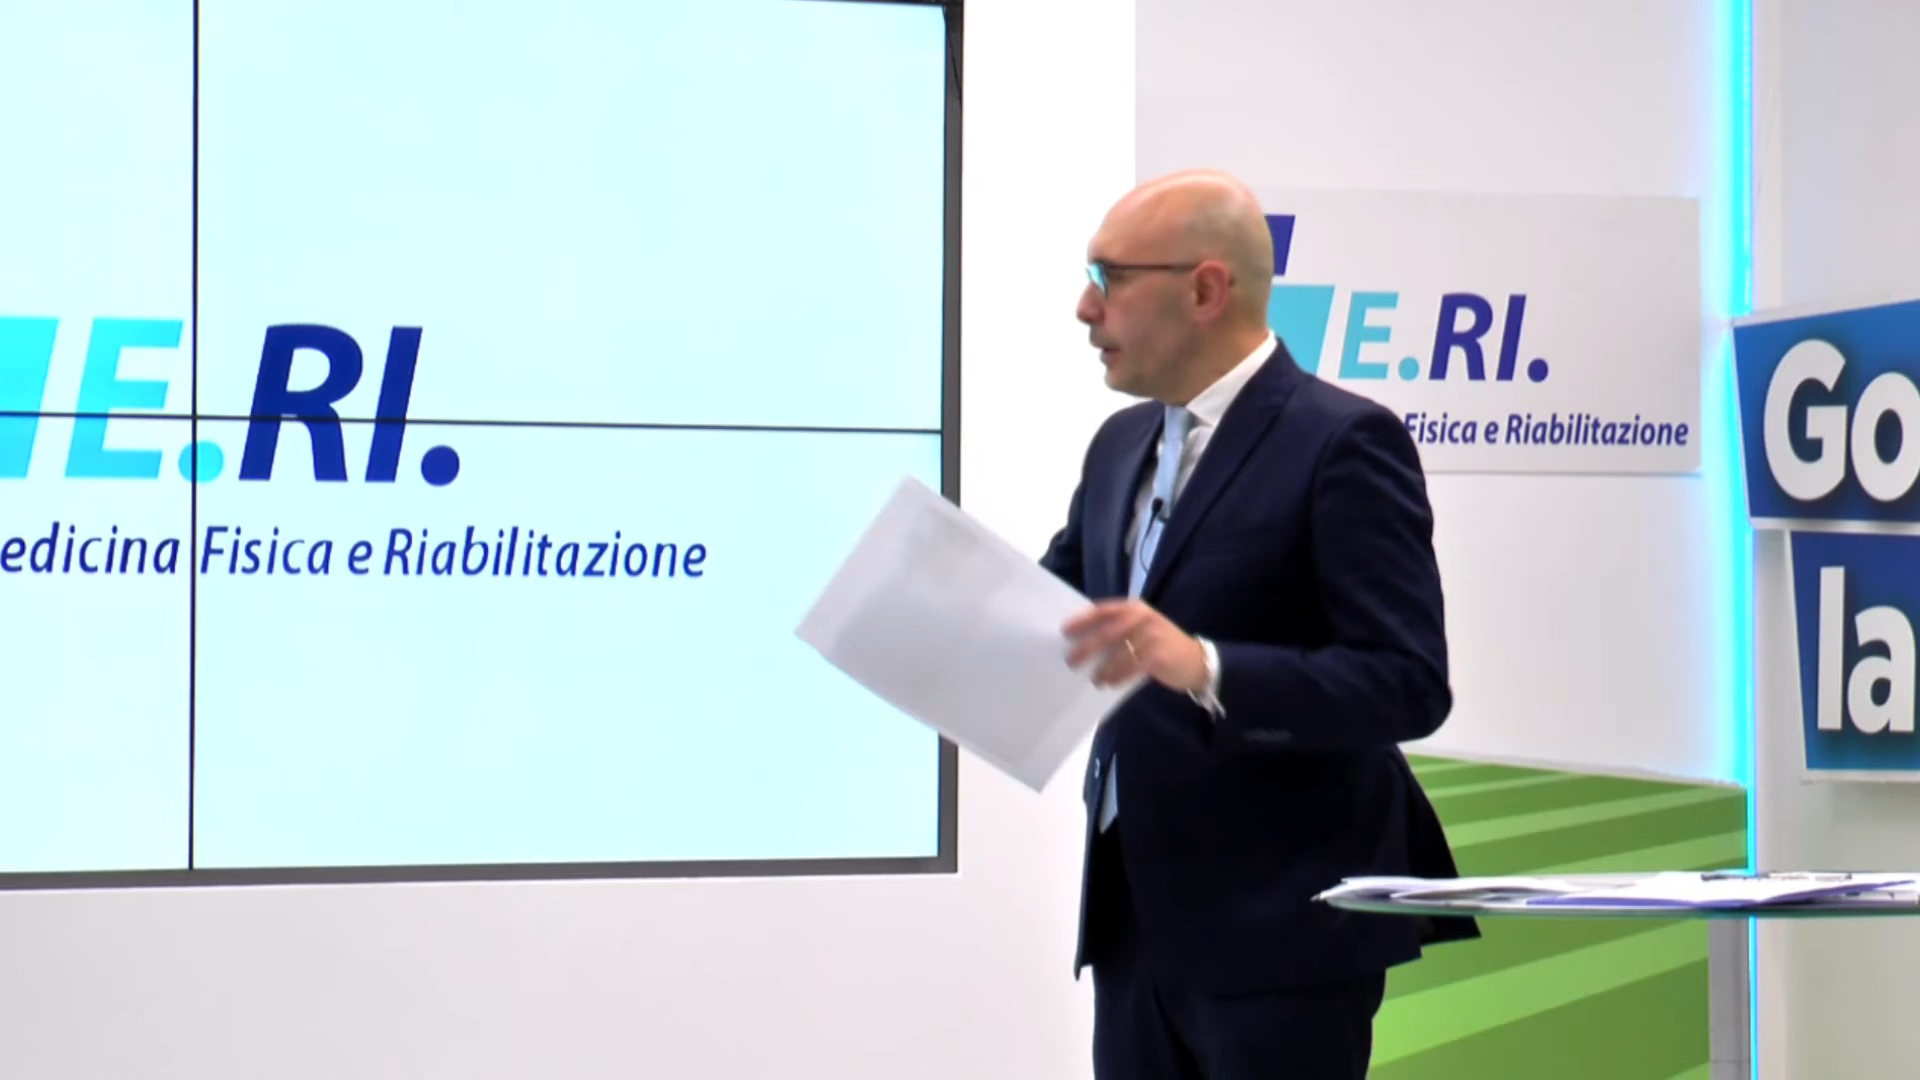 E.RI.
edicina Fisica e Riabilitazione
E.RI.
Fisica e Riabilitazione
Go
la